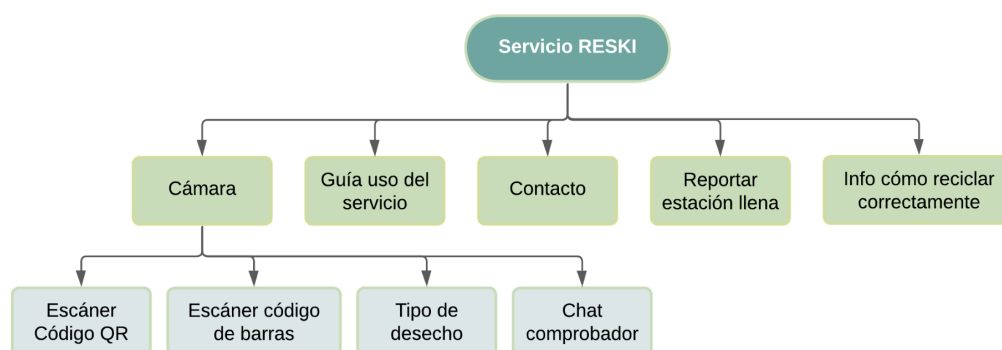 Servicio RESKI
Cámara
Guía uso del
servicio
Contacto
Reportar
estación llena
Info cómo reciclar
correctamente
Escáner
Código QR
Escáner código
de barras
Tipo de
desecho
Chat
comprobador